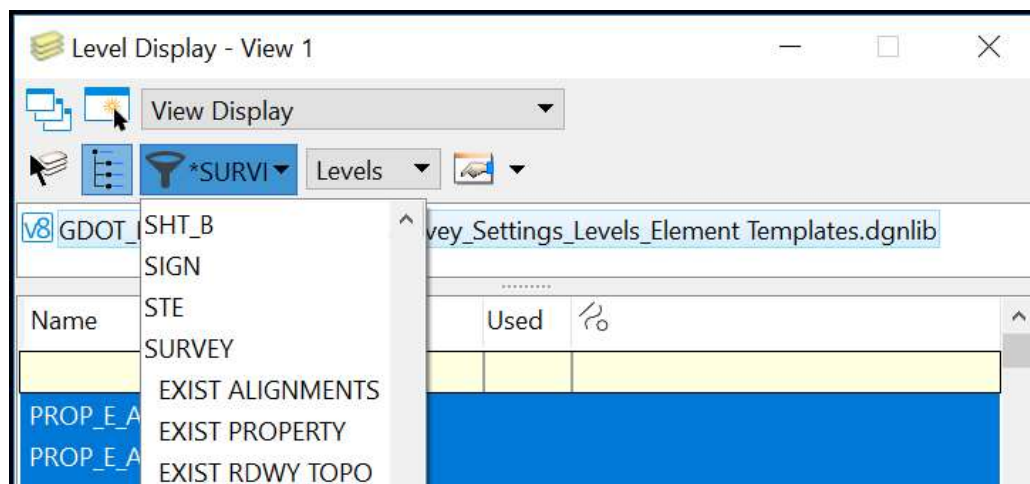 Level Display - View 1
View Display
*SURVI
Levels
V8 GDOT_
SHT_B
vey_Settings_Levels_Element Templates.dgnlib
SIGN
STE
Name
Used
SURVEY
EXIST ALIGNMENTS
PROP_E_A
EXIST PROPERTY
PROP_E_A
EXIST RDWY TOPO